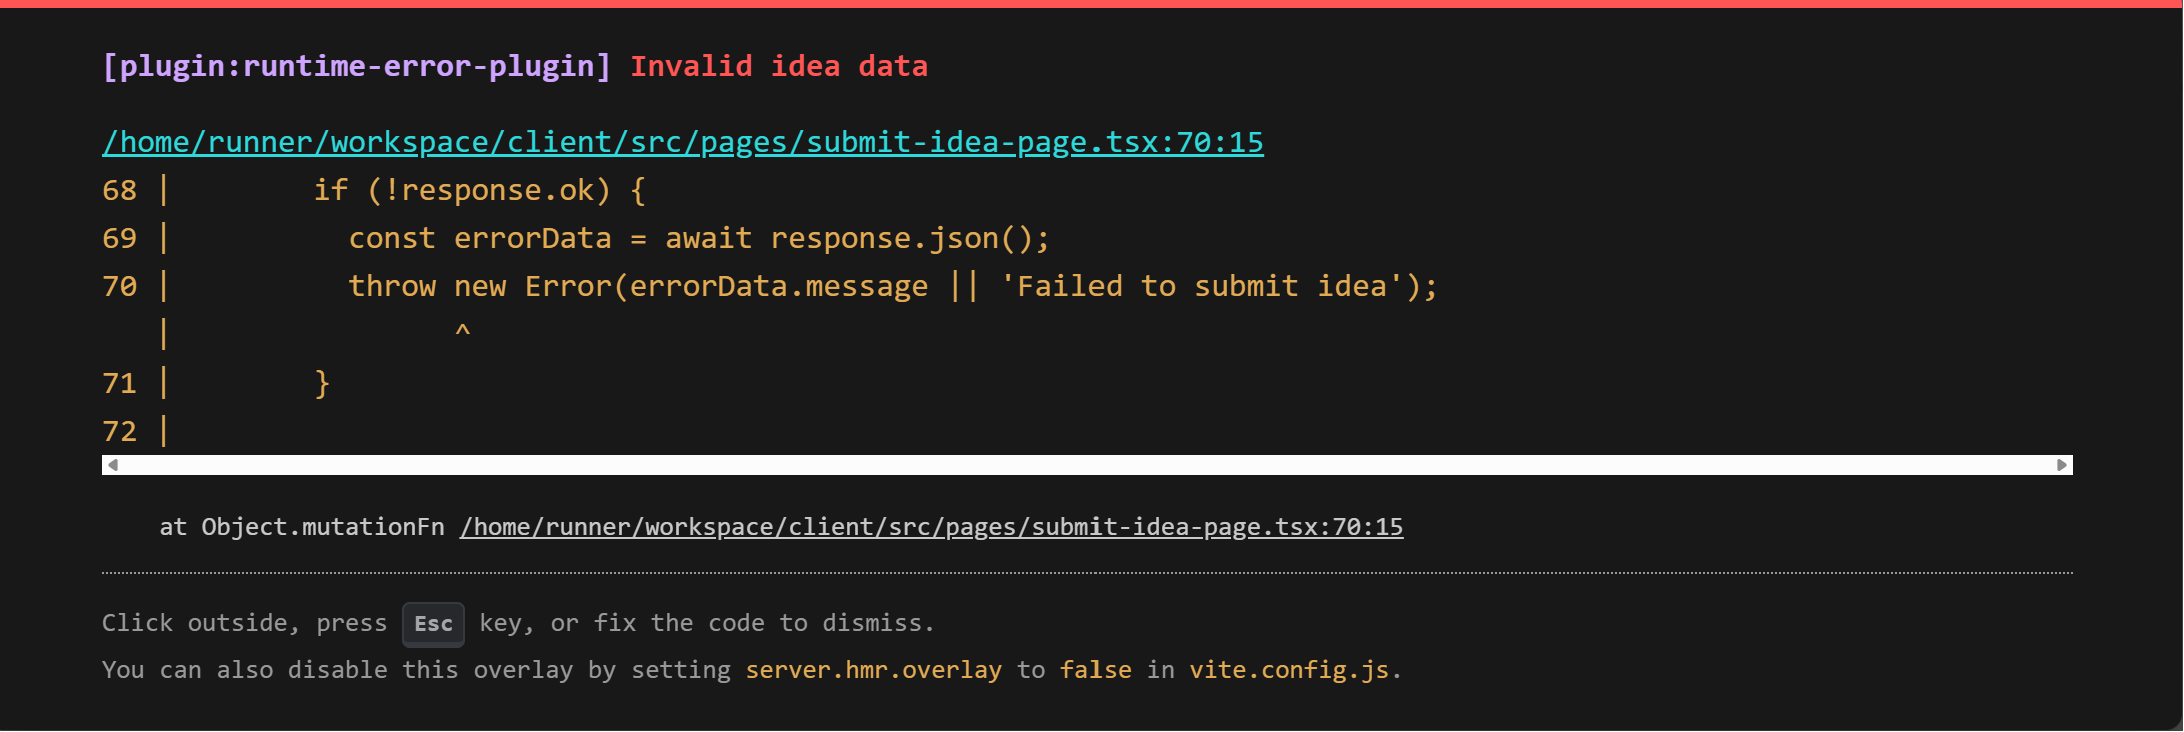 [plugin:runtime-error-plugin] Invalid idea data
/home/runner/workspace/client/src/pages/submit-idea-page.tsx:70:15
68 |        if (!response.ok) {
69 |          const errorData = await response.json();
70 |          throw new Error(errorData.message || 'Failed to submit idea');
   |                ^
71 |        }
72 |
at Object.mutationFn /home/runner/workspace/client/src/pages/submit-idea-page.tsx:70:15
Click outside, press Esc key, or fix the code to dismiss.
You can also disable this overlay by setting server.hmr.overlay to false in vite.config.js.